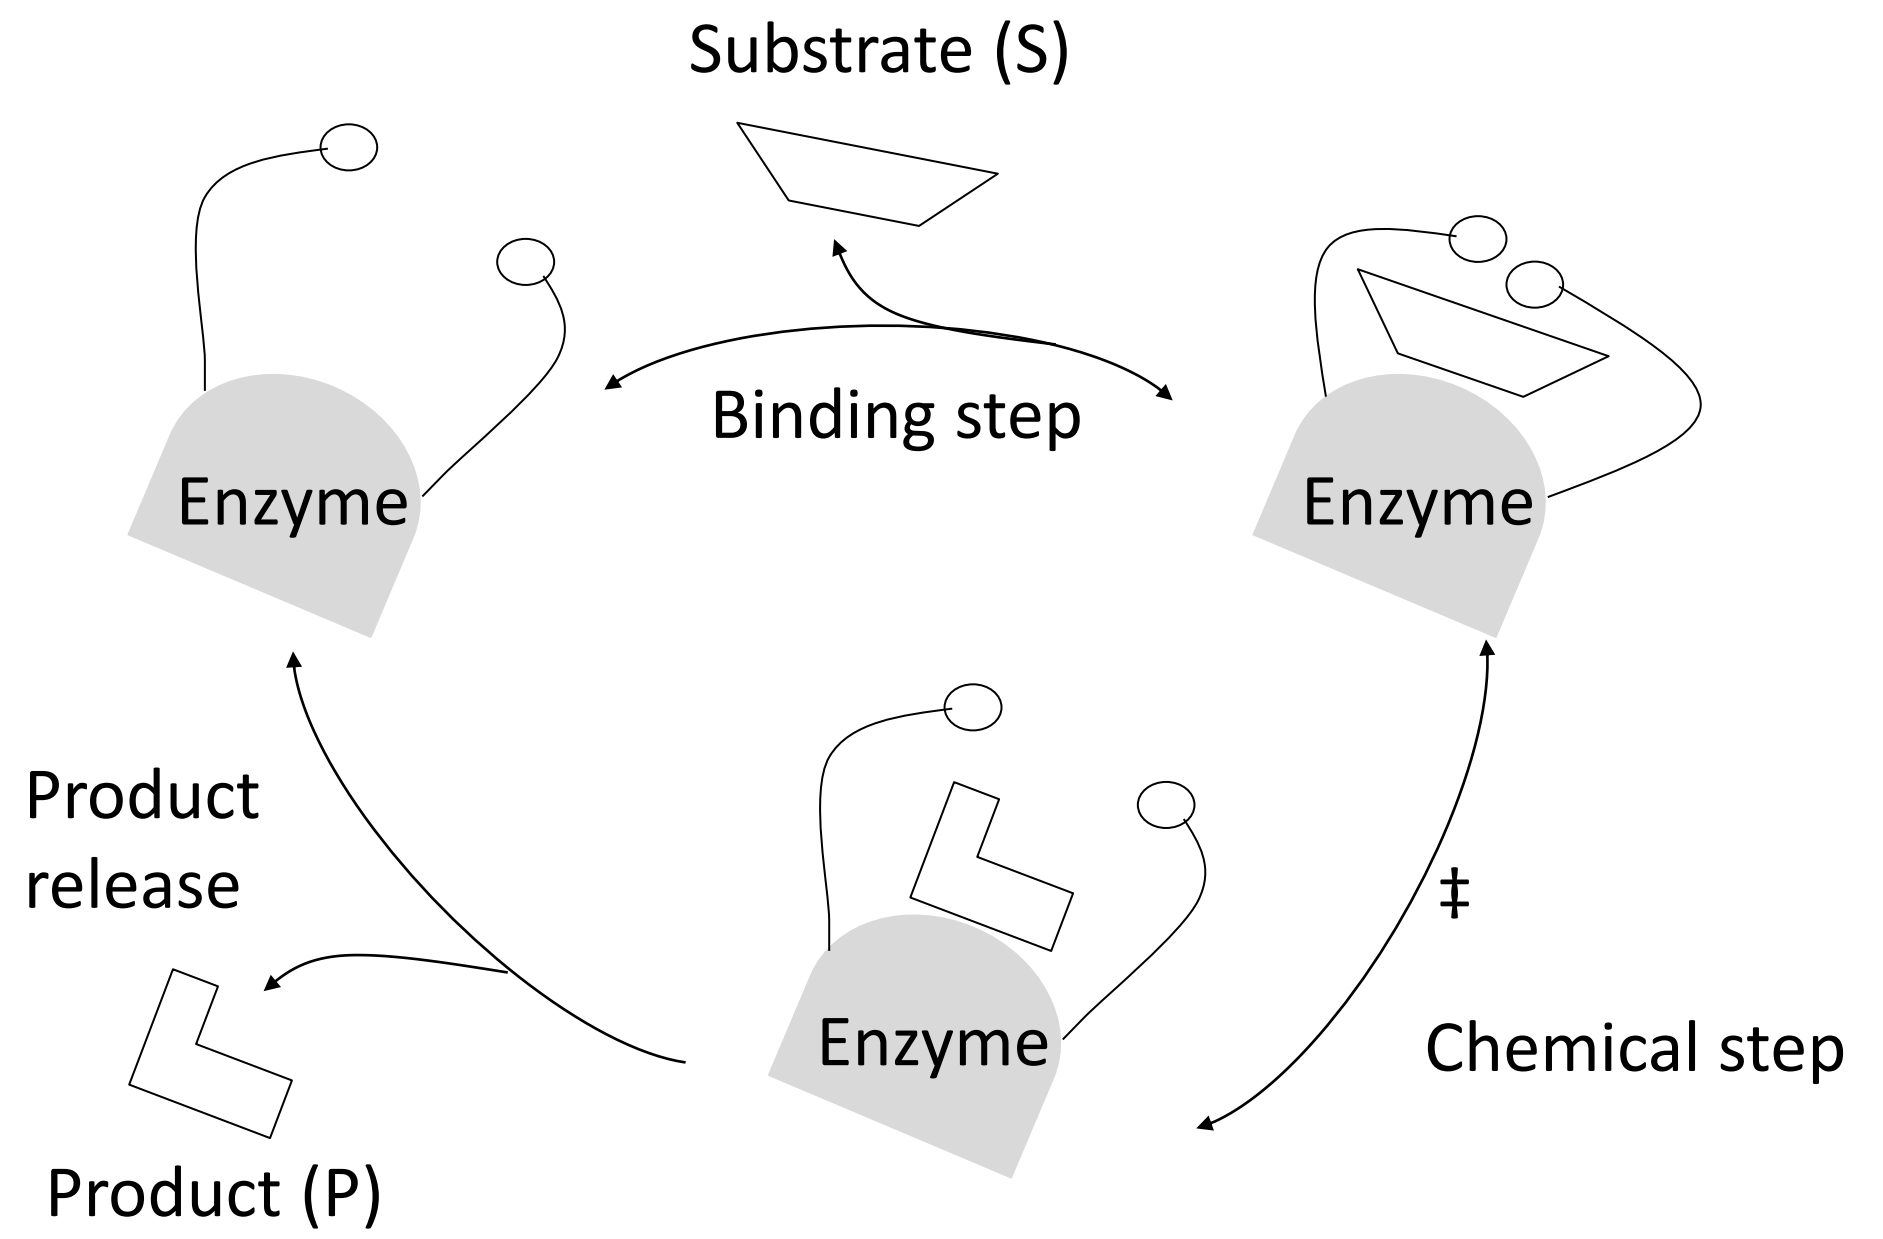 Substrate (S)
Binding step
Enzyme
Enzyme
Product
release
‡
Enzyme
Chemical step
Product (P)